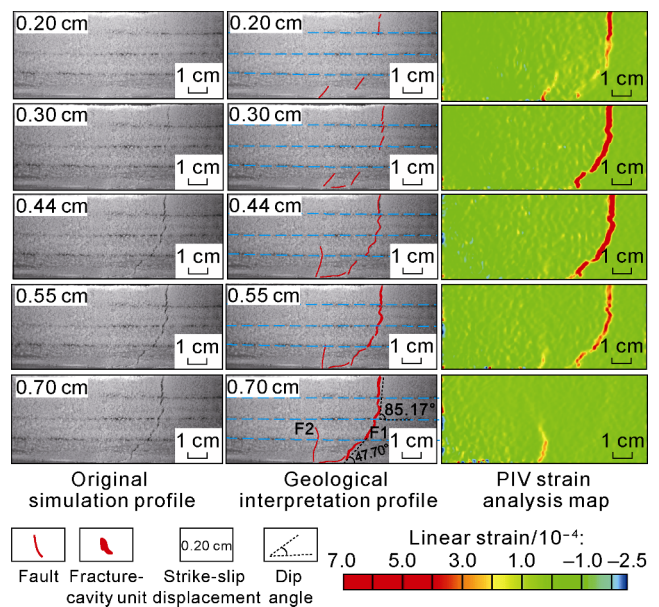 0.20 cm
1 cm
0.20 cm
1 cm
1 cm
0.30 cm
1 cm
0.30 cm
1 cm
1 cm
0.44 cm
1 cm
0.44 cm
1 cm
1 cm
0.55 cm
1 cm
0.55 cm
1 cm
1 cm
0.70 cm
1 cm
0.70 cm
85.17°
F2
F1
47.70°
1 cm
1 cm
Original
simulation profile
Geological
interpretation profile
PIV strain
analysis map
0.20 cm
Fault
Fracture-
cavity unit
Strike-slip
displacement
Dip
angle
Linear strain/10⁻⁴:
7.0 5.0 3.0 1.0 –1.0 –2.5